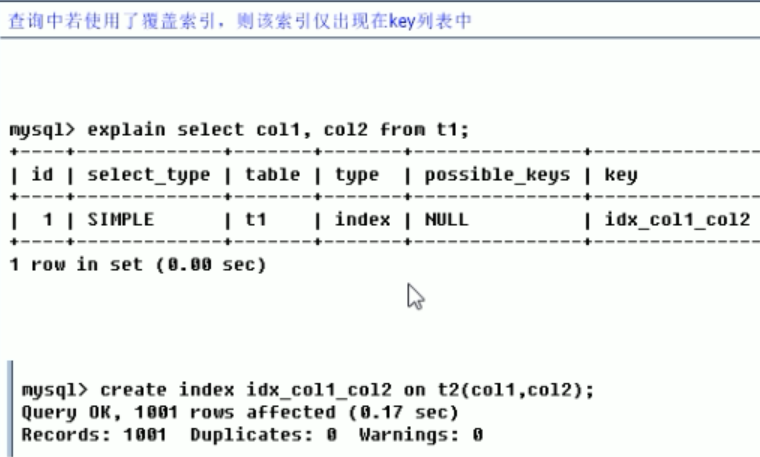 查询中若使用了覆盖索引，则该索引仅出现在key列表中
mysql> explain select col1, col2 from t1;
+----+-------------+-------+-------+---------------+--------------
| id | select_type | table | type | possible_keys | key
+----+-------------+-------+-------+---------------+--------------
| 1 | SIMPLE | t1 | index | NULL | idx_col1_col2
+----+-------------+-------+-------+---------------+--------------
1 row in set (0.00 sec)
mysql> create index idx_col1_col2 on t2(col1,col2);
Query OK, 1001 rows affected (0.17 sec)
Records: 1001 Duplicates: 0 Warnings: 0